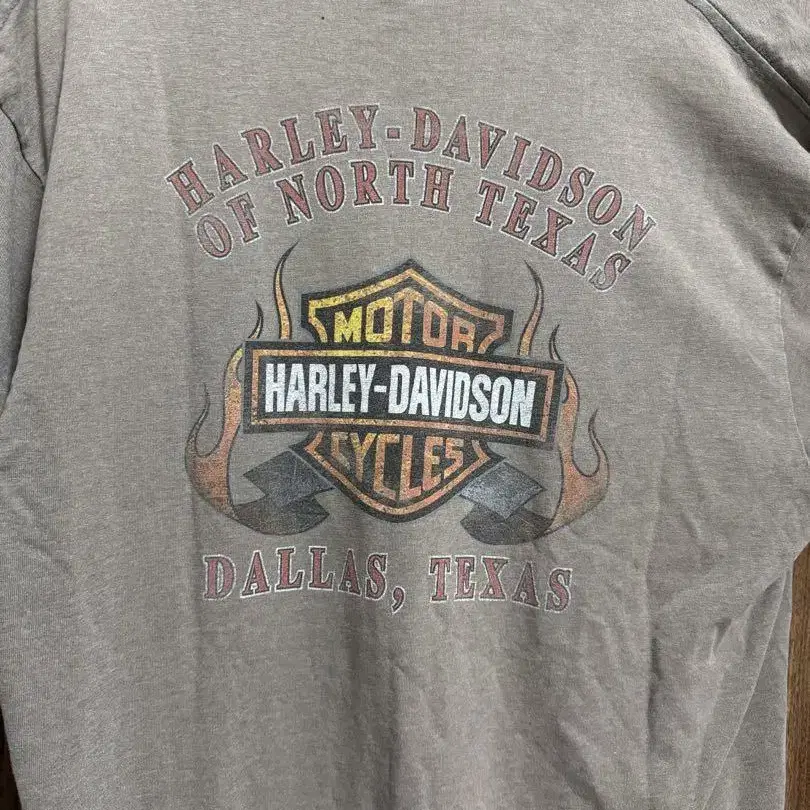 HARLEY-DAVIDSON
OF NORTH TEXAS
MOTOR
HARLEY-DAVIDSON
CYCLES
DALLAS, TEXAS